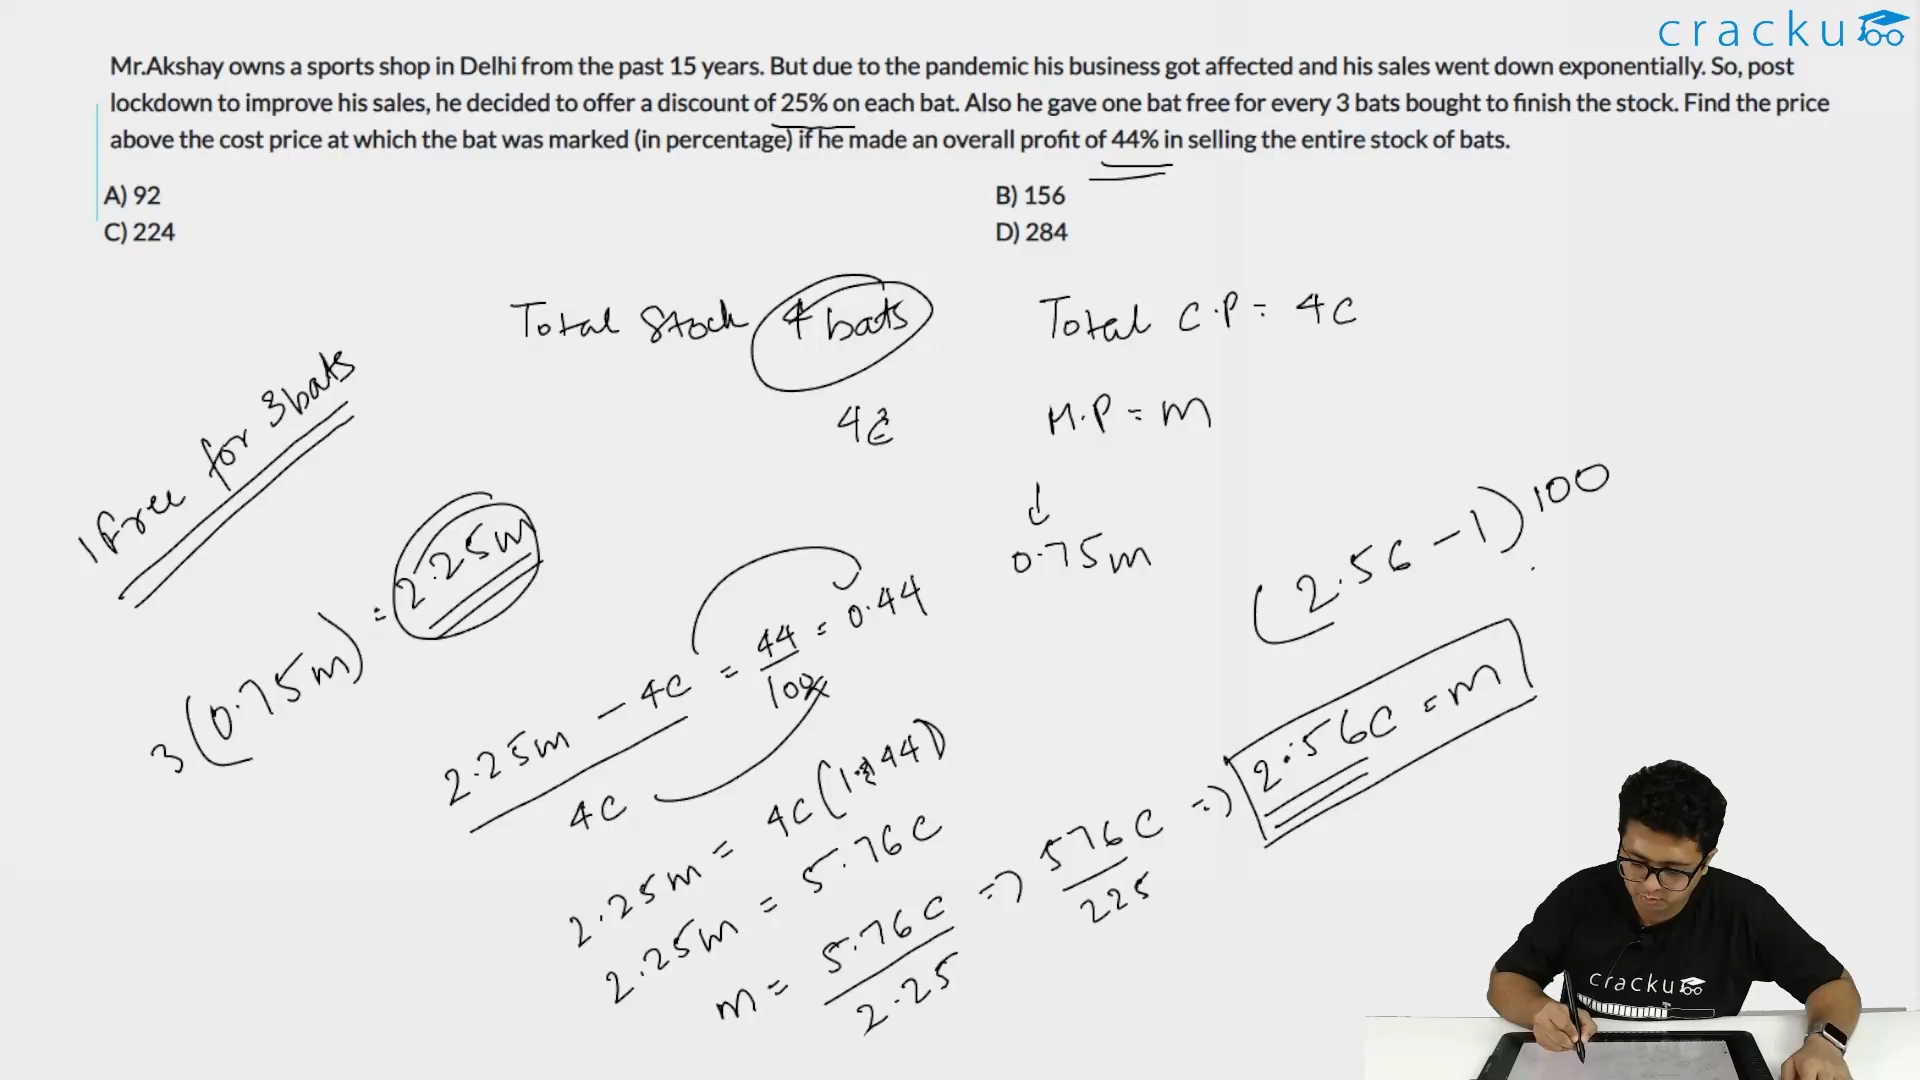 cracku
Mr.Akshay owns a sports shop in Delhi from the past 15 years. But due to the pandemic his business got affected and his sales went down exponentially. So, post
lockdown to improve his sales, he decided to offer a discount of 25% on each bat. Also he gave one bat free for every 3 bats bought to finish the stock. Find the price
above the cost price at which the bat was marked (in percentage) if he made an overall profit of 44% in selling the entire stock of bats.
A) 92
B) 156
C) 224
D) 284
Total Stock 4 bats
Total C.P = 4C
4C
M.P = m
0.75m
1 free for 3 bats
3(0.75m) = 2.25m
2.25m - 4C = 44 = 0.44
4C 100
2.25m = 4C(1.44)
2.25m = 5.76C
m = 5.76C => 576C => 2.56C = m
2.25 225
(2.56 - 1)100
cracku